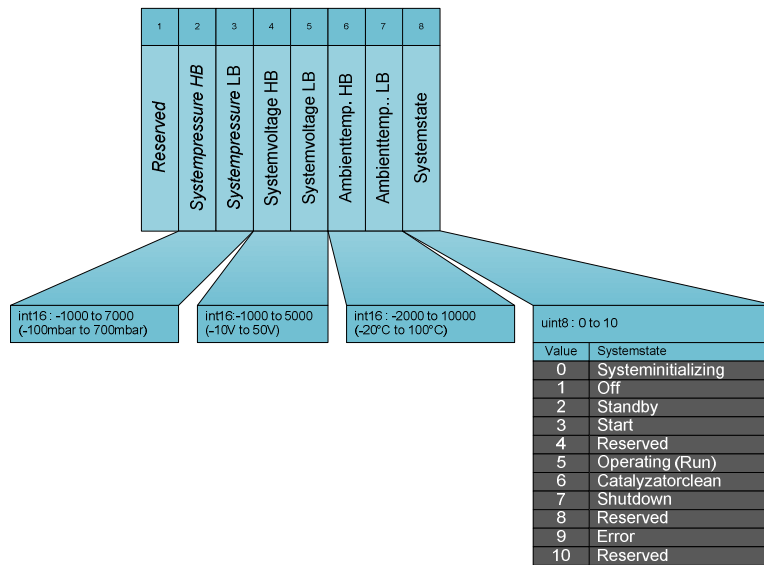 1 2 3 4 5 6 7 8
Reserved
Systempressure HB
Systempressure LB
Systemvoltage HB
Systemvoltage LB
Ambienttemp. HB
Ambienttemp.. LB
Systemstate
int16 : -1000 to 7000
(-100mbar to 700mbar)
int16:-1000 to 5000
(-10V to 50V)
int16 : -2000 to 10000
(-20°C to 100°C)
uint8 : 0 to 10
Value Systemstate
0 Systeminitializing
1 Off
2 Standby
3 Start
4 Reserved
5 Operating (Run)
6 Catalyzatorclean
7 Shutdown
8 Reserved
9 Error
10 Reserved